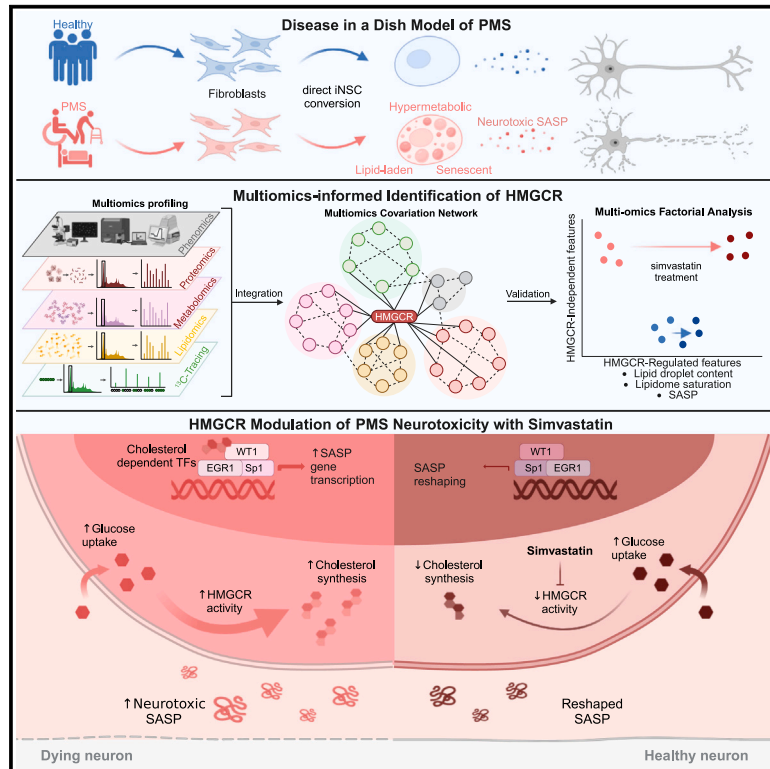 Disease in a Dish Model of PMS
Healthy
Fibroblasts
direct iNSC
conversion
PMS
Hypermetabolic
Neurotoxic SASP
Lipid-laden
Senescent
Multiomics-informed Identification of HMGCR
Multiomics profiling
Phenomics
Proteomics
Metabolomics
Lipidomics
13C-Tracing
Integration
Multiomics Covariation Network
HMGCR
Validation
Multi-omics Factorial Analysis
HMGCR-Independent features
simvastatin
treatment
HMGCR-Regulated features
• Lipid droplet content
• Lipidome saturation
• SASP
HMGCR Modulation of PMS Neurotoxicity with Simvastatin
Cholesterol
dependent TFs
WT1
EGR1 Sp1
↑SASP
gene
transcription
SASP
reshaping
WT1
Sp1 EGR1
↑Glucose
uptake
↑HMGCR
activity
↑Cholesterol
synthesis
↓Cholesterol
synthesis
Simvastatin
↓HMGCR
activity
↑Glucose
uptake
↑Neurotoxic
SASP
Reshaped
SASP
Dying neuron
Healthy neuron